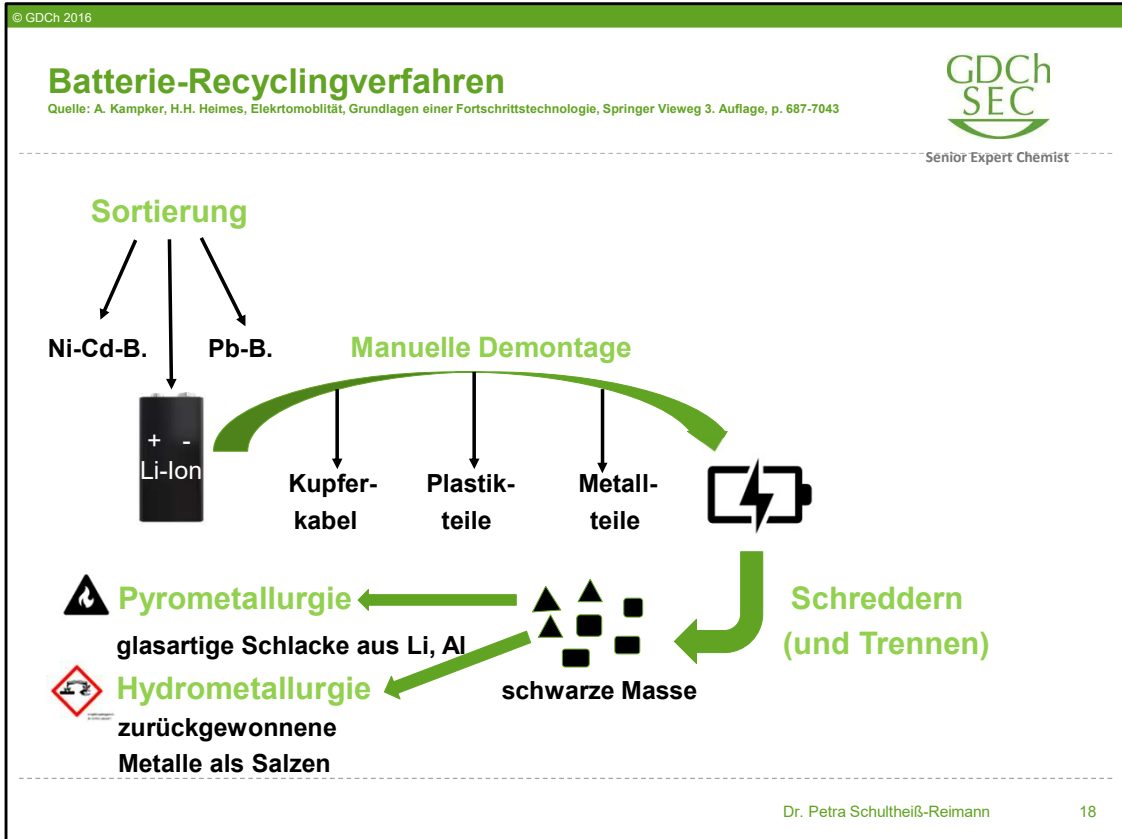 © GDCh 2016
Batterie-Recyclingverfahren
Quelle: A. Kampker, H.H. Heimes, Elekrtomoblität, Grundlagen einer Fortschrittstechnologie, Springer Vieweg 3. Auflage, p. 687-7043
GDCh
SEC
Senior Expert Chemist
Sortierung
Ni-Cd-B.
Pb-B.
Manuelle Demontage
+ -
Li-Ion
Kupfer-
kabel
Plastik-
teile
Metall-
teile
Pyrometallurgie
glasartige Schlacke aus Li, Al
Hydrometallurgie
zurückgewonnene
Metalle als Salzen
schwarze Masse
Schreddern
(und Trennen)
Dr. Petra Schultheiß-Reimann
18